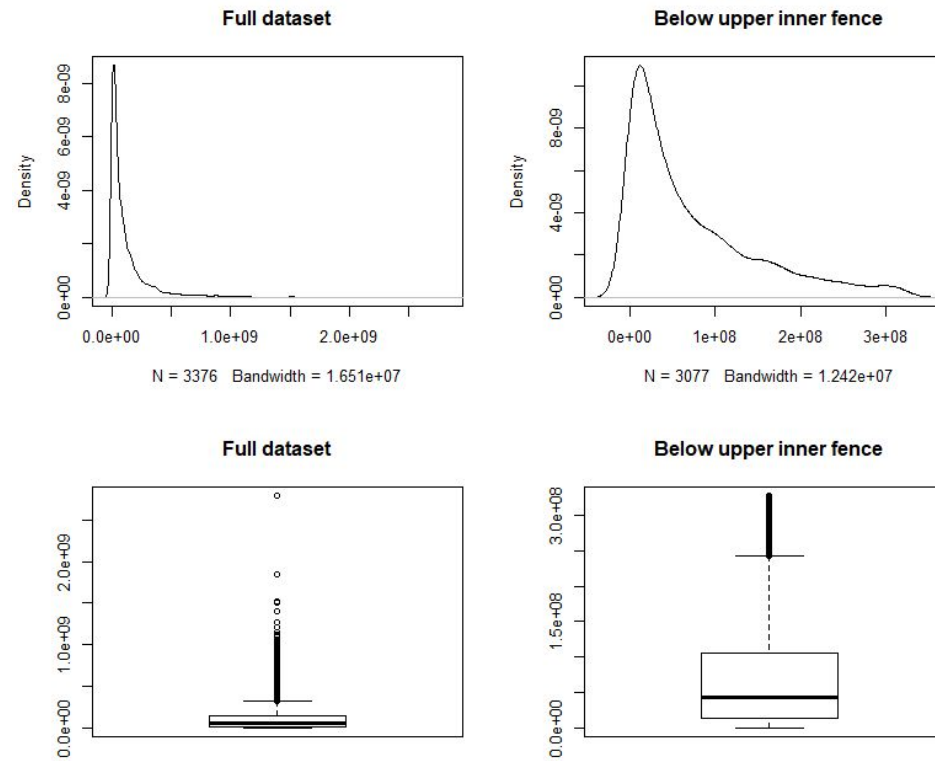 Full dataset
Density
0e+00 4e-09 6e-09 8e-09
0.0e+00 1.0e+09 2.0e+09
N = 3376 Bandwidth = 1.651e+07
Below upper inner fence
Density
0e+00 4e-09 8e-09
0e+00 1e+08 2e+08 3e+08
N = 3077 Bandwidth = 1.242e+07
Full dataset
0.0e+00 1.0e+09 2.0e+09
Below upper inner fence
0.0e+00 1.5e+08 3.0e+08